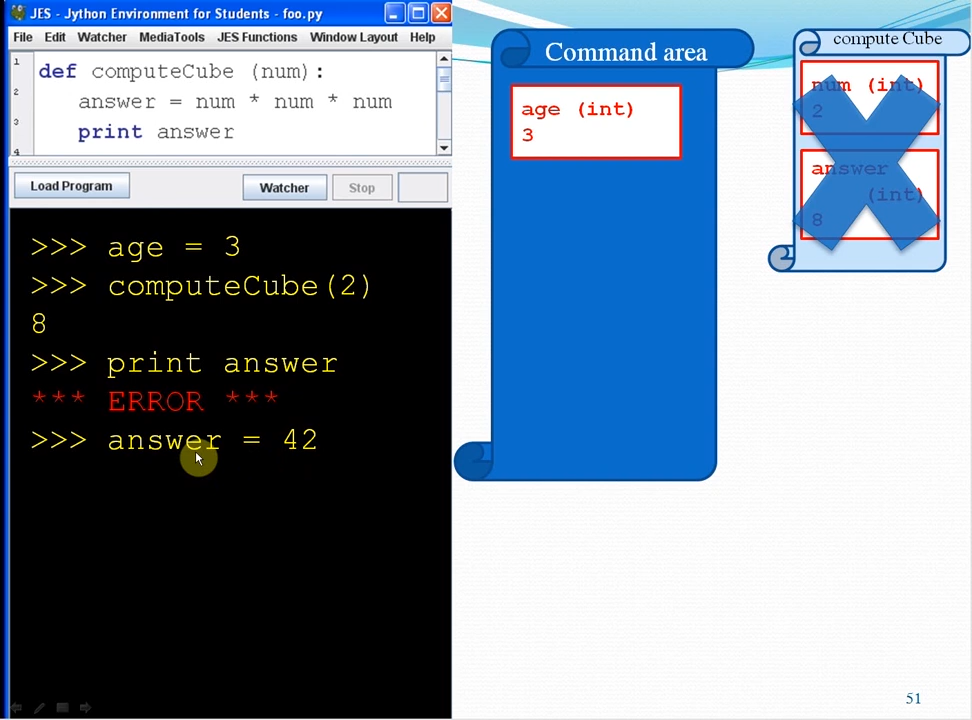 JES - Jython Environment for Students - foo.py
File Edit Watcher MediaTools JES Functions Window Layout Help
1 def computeCube (num):
2 answer = num * num * num
3 print answer
4
Load Program Watcher Stop
>>> age = 3
>>> computeCube(2)
8
>>> print answer
*** ERROR ***
>>> answer = 42
Command area
age (int)
3
compute Cube
num (int)
2
answer
(int)
8
51